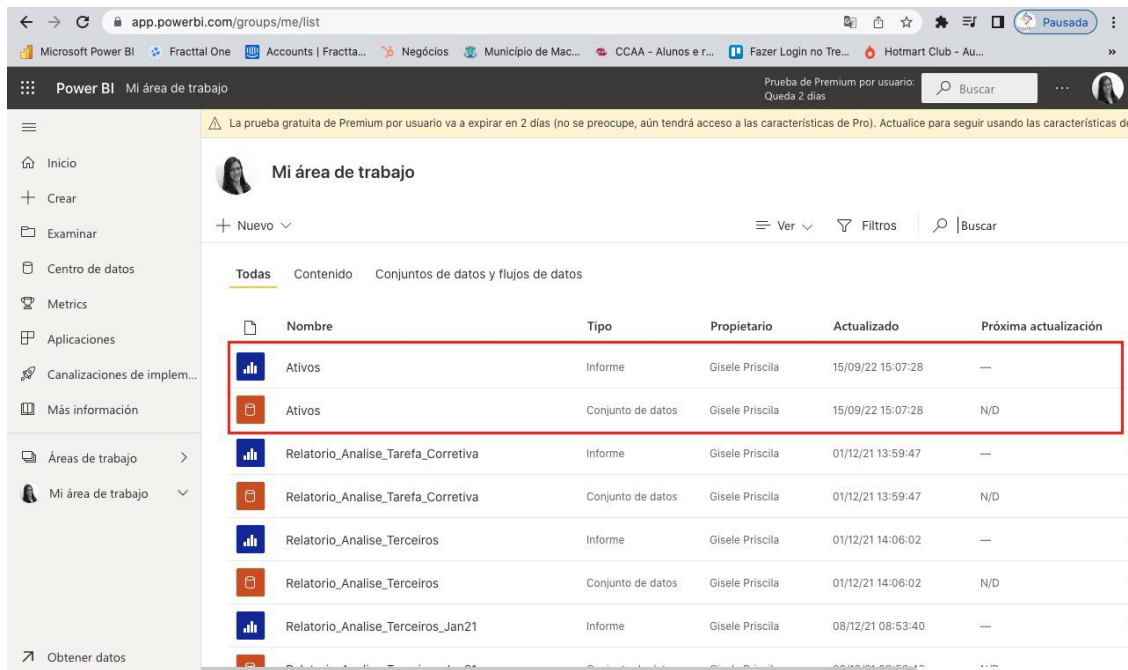 app.powerbi.com/groups/me/list
Pausada
Microsoft Power BI Fracttal One Accounts | Fractta... Negócios Município de Mac... CCAA - Alunos e r... Fazer Login no Tre... Hotmart Club - Au... »
Power BI Mi área de trabajo
Prueba de Premium por usuario:
Queda 2 días
Buscar
La prueba gratuita de Premium por usuario va a expirar en 2 días (no se preocupe, aún tendrá acceso a las características de Pro). Actualice para seguir usando las características
Inicio
Crear
Examinar
Centro de datos
Metrics
Aplicaciones
Canalizaciones de implem...
Más información
Áreas de trabajo
Mi área de trabajo
Obtener datos
Mi área de trabajo
Nuevo
Ver Filtros Buscar
Todas Contenido Conjuntos de datos y flujos de datos
Nombre Tipo Propietario Actualizado Próxima actualización
Ativos Informe Gisele Priscila 15/09/22 15:07:28 —
Ativos Conjunto de datos Gisele Priscila 15/09/22 15:07:28 N/D
Relatorio_Analise_Tarefa_Corretiva Informe Gisele Priscila 01/12/21 13:59:47 —
Relatorio_Analise_Tarefa_Corretiva Conjunto de datos Gisele Priscila 01/12/21 13:59:47 N/D
Relatorio_Analise_Terceiros Informe Gisele Priscila 01/12/21 14:06:02 —
Relatorio_Analise_Terceiros Conjunto de datos Gisele Priscila 01/12/21 14:06:02 N/D
Relatorio_Analise_Terceiros_Jan21 Informe Gisele Priscila 08/12/21 08:53:40 —